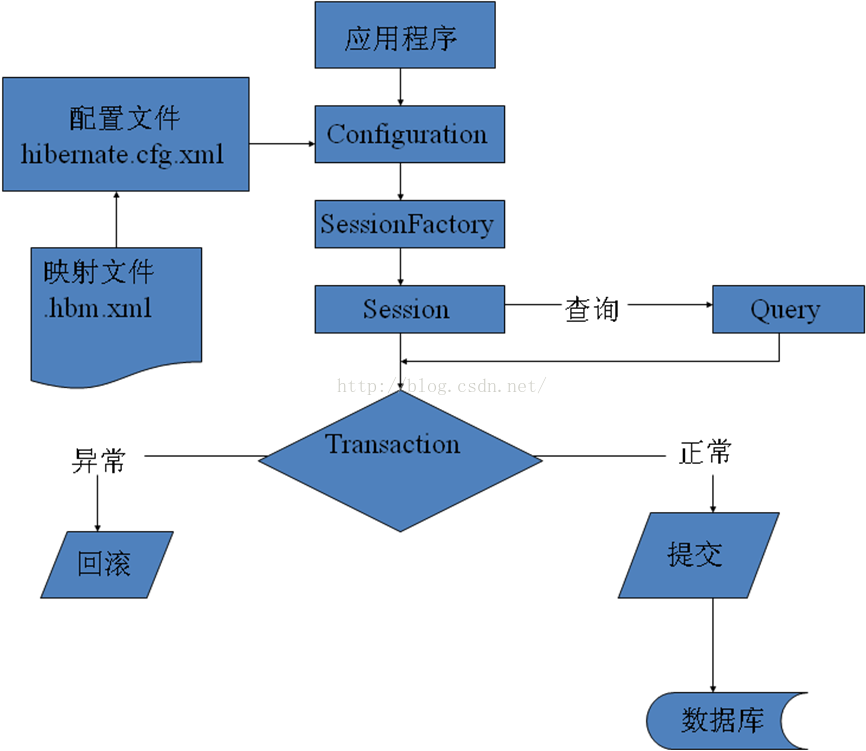 应用程序
配置文件
hibernate.cfg.xml
Configuration
SessionFactory
映射文件
.hbm.xml
Session
查询
Query
http://blog.csdn.net/
Transaction
异常
正常
回滚
提交
数据库